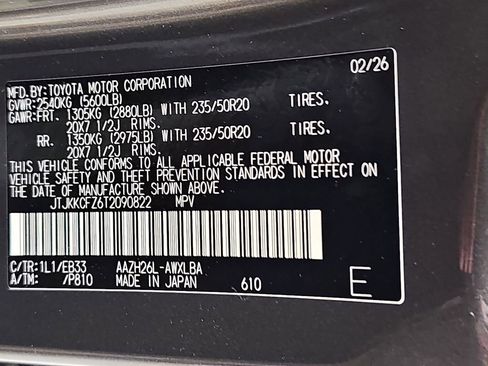 MFD.BY:TOYOTA MOTOR CORPORATION 02/26
GVWR:2540KG (5600LB)
GAWR:FRT. 1305KG (2880LB) WITH 235/50R20 TIRES.
20X7 1/2J RIMS.
RR. 1350KG (2975LB) WITH 235/50R20 TIRES.
20X7 1/2J RIMS.
THIS VEHICLE CONFORMS TO ALL APPLICABLE FEDERAL MOTOR
VEHICLE SAFETY AND THEFT PREVENTION STANDARDS IN EFFECT ON
THE DATE OF MANUFACTURE SHOWN ABOVE.
JTJKKCFZ6T2090822 MPV
C/TR:1L1/EB33 AAZH26L-AWXLBA
A/TM: /P810 MADE IN JAPAN 610 E